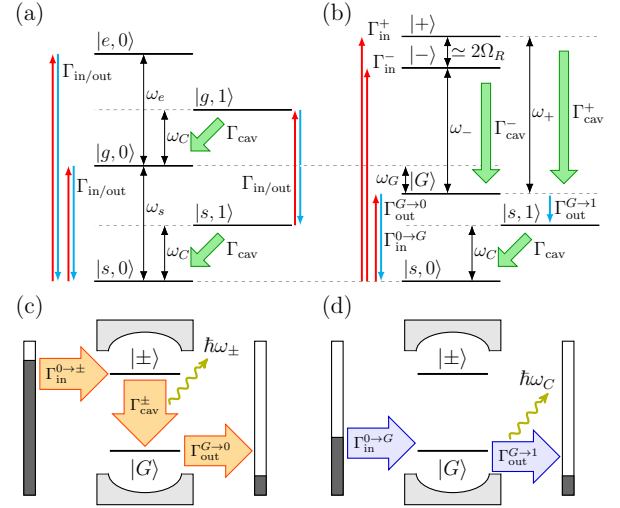 (a)
|e, 0⟩
Γin/out
ωe
|g, 1⟩
ωC
Γcav
|g, 0⟩
Γin/out
ωs
Γin/out
|s, 1⟩
ωC
Γcav
|s, 0⟩
(b)
Γ+in
|+⟩
Γ−in
|−⟩
≃ 2ΩR
ω−
Γ−cav
ω+
Γ+cav
ωG
|G⟩
ΓG→0out
|s, 1⟩
ΓG→1out
Γ0→Gin
ωC
Γcav
|s, 0⟩
(c)
|±⟩
ℏω±
Γ0→±in
Γ±cav
ΓG→0out
|G⟩
(d)
|±⟩
ℏωC
Γ0→Gin
ΓG→1out
|G⟩